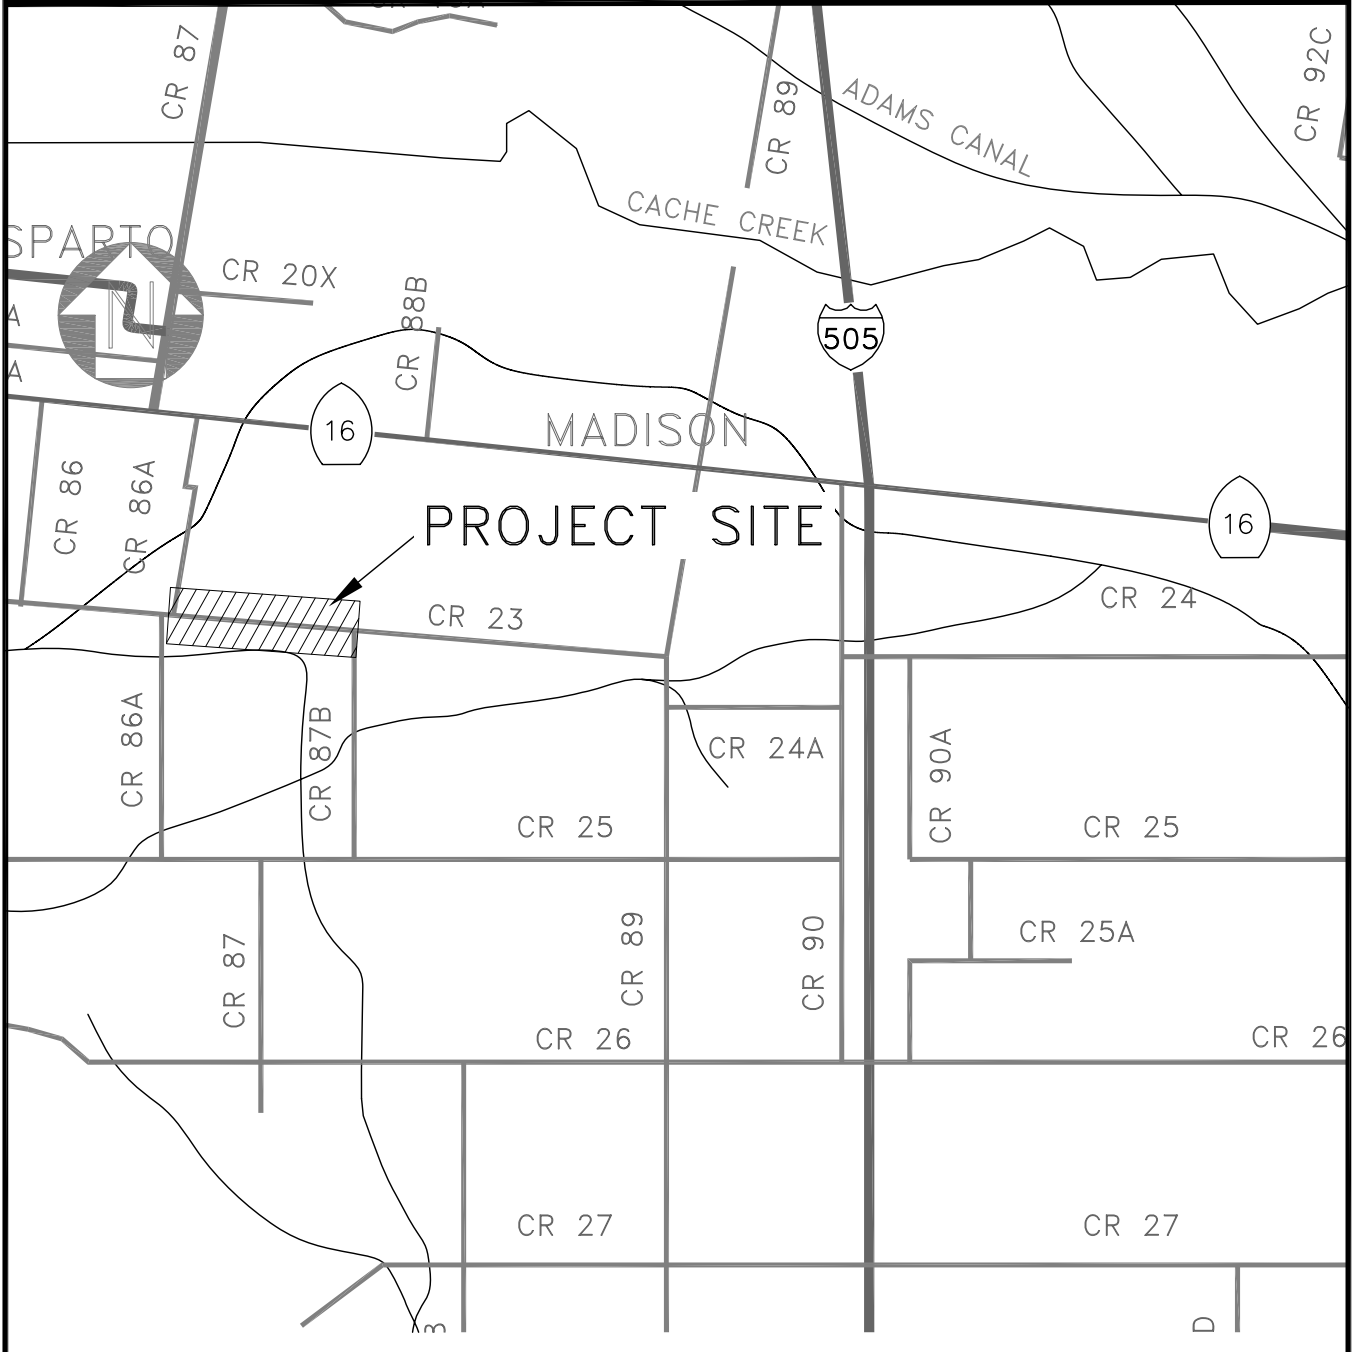 CR 87
CR 89
ADAMS CANAL
CR 92C
CACHE CREEK
SPARTO
N
CR 20X
CR 88B
505
A
A
16
MADISON
CR 86
CR 86A
PROJECT SITE
16
CR 23
CR 24
CR 86A
CR 87B
CR 24A
CR 90A
CR 25
CR 25
CR 87
CR 89
CR 90
CR 25A
CR 26
CR 26
CR 27
CR 27
B
D